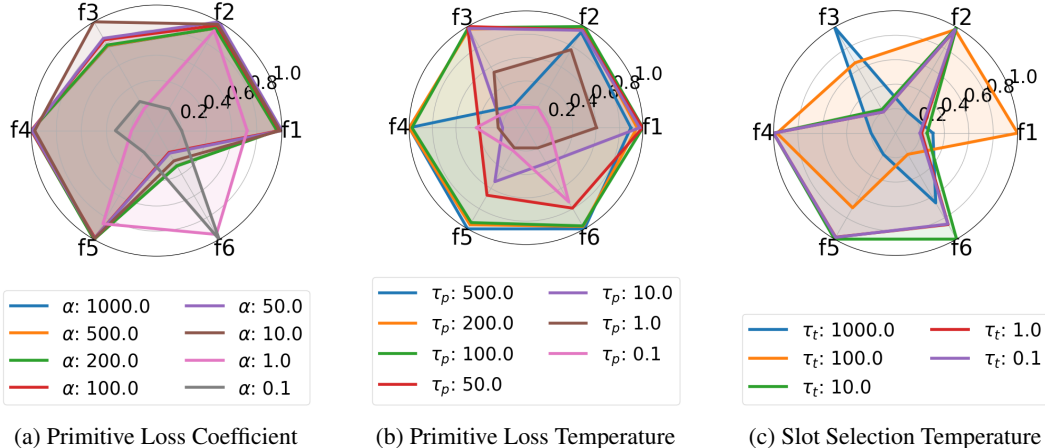 f3 f2
1.0
0.8
0.6
0.4
0.2
f4 f1
f5 f6
α: 1000.0 α: 50.0
α: 500.0 α: 10.0
α: 200.0 α: 1.0
α: 100.0 α: 0.1
(a) Primitive Loss Coefficient
f3 f2
1.0
0.8
0.6
0.4
0.2
f4 f1
f5 f6
τp: 500.0 τp: 10.0
τp: 200.0 τp: 1.0
τp: 100.0 τp: 0.1
τp: 50.0
(b) Primitive Loss Temperature
f3 f2
1.0
0.8
0.6
0.4
0.2
f4 f1
f5 f6
τt: 1000.0 τt: 1.0
τt: 100.0 τt: 0.1
τt: 10.0
(c) Slot Selection Temperature